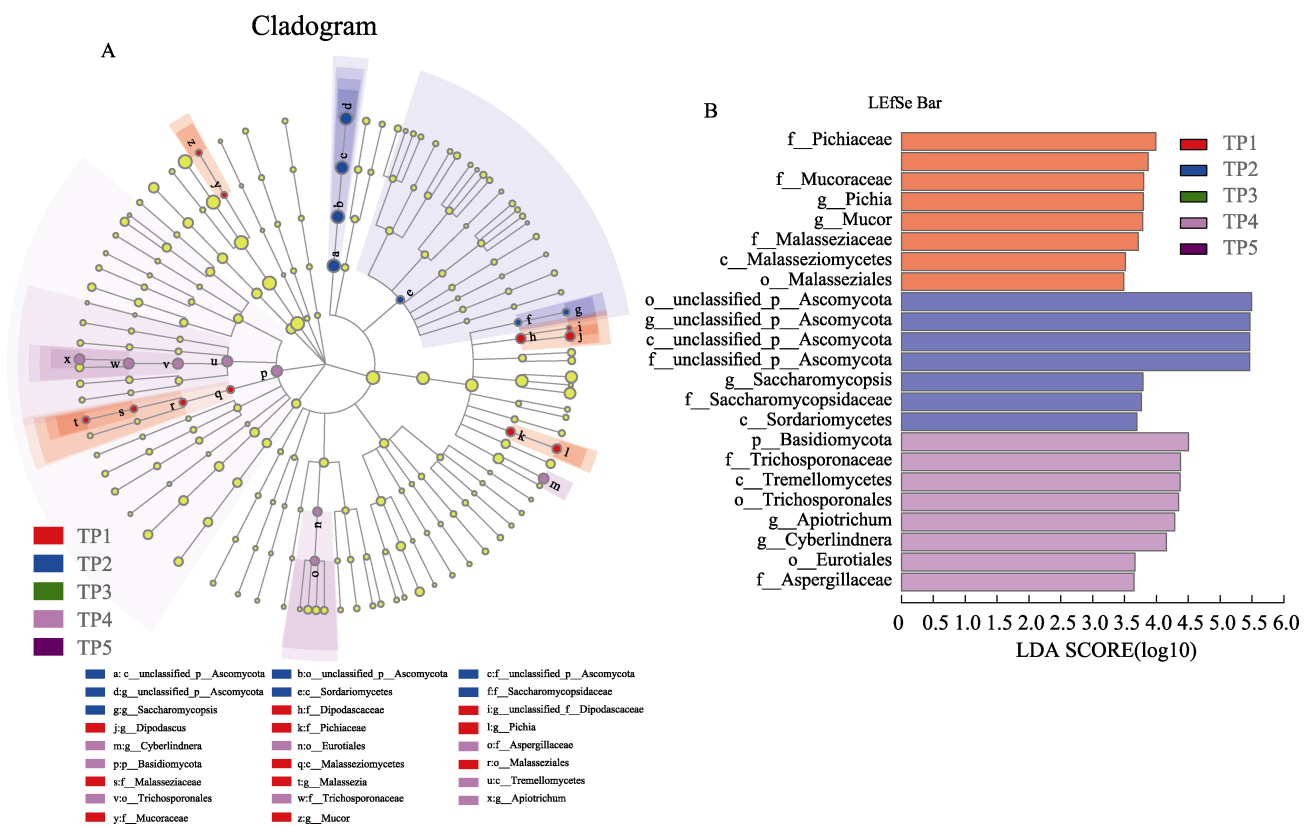 Cladogram
A
d
c
b
a
e
z
y
f
g
h
i
j
k
l
m
n
o
p
q
r
s
t
u
v
w
x
TP1
TP2
TP3
TP4
TP5
a: c__unclassified_p__Ascomycota
b:o__unclassified_p__Ascomycota
c:f__unclassified_p__Ascomycota
d:g__unclassified_p__Ascomycota
e:c__Sordariomycetes
f:f__Saccharomycopsidaceae
g:g__Saccharomycopsis
h:f__Dipodascaceae
i:g__unclassified_f__Dipodascaceae
j:g__Dipodascus
k:f__Pichiaceae
l:g__Pichia
m:g__Cyberlindnera
n:o__Eurotiales
o:f__Aspergillaceae
p:p__Basidiomycota
q:c__Malasseziomycetes
r:o__Malasseziales
s:f__Malasseziaceae
t:g__Malassezia
u:c__Tremellomycetes
v:o__Trichosporonales
w:f__Trichosporonaceae
x:g__Apiotrichum
y:f__Mucoraceae
z:g__Mucor
B
LEfSe Bar
f__Pichiaceae
f__Mucoraceae
g__Pichia
g__Mucor
f__Malasseziaceae
c__Malasseziomycetes
o__Malasseziales
o__unclassified_p__Ascomycota
g__unclassified_p__Ascomycota
c__unclassified_p__Ascomycota
f__unclassified_p__Ascomycota
g__Saccharomycopsis
f__Saccharomycopsidaceae
c__Sordariomycetes
p__Basidiomycota
f__Trichosporonaceae
c__Tremellomycetes
o__Trichosporonales
g__Apiotrichum
g__Cyberlindnera
o__Eurotiales
f__Aspergillaceae
TP1
TP2
TP3
TP4
TP5
0 0.5 1.0 1.5 2.0 2.5 3.0 3.5 4.0 4.5 5.0 5.5 6.0
LDA SCORE(log10)